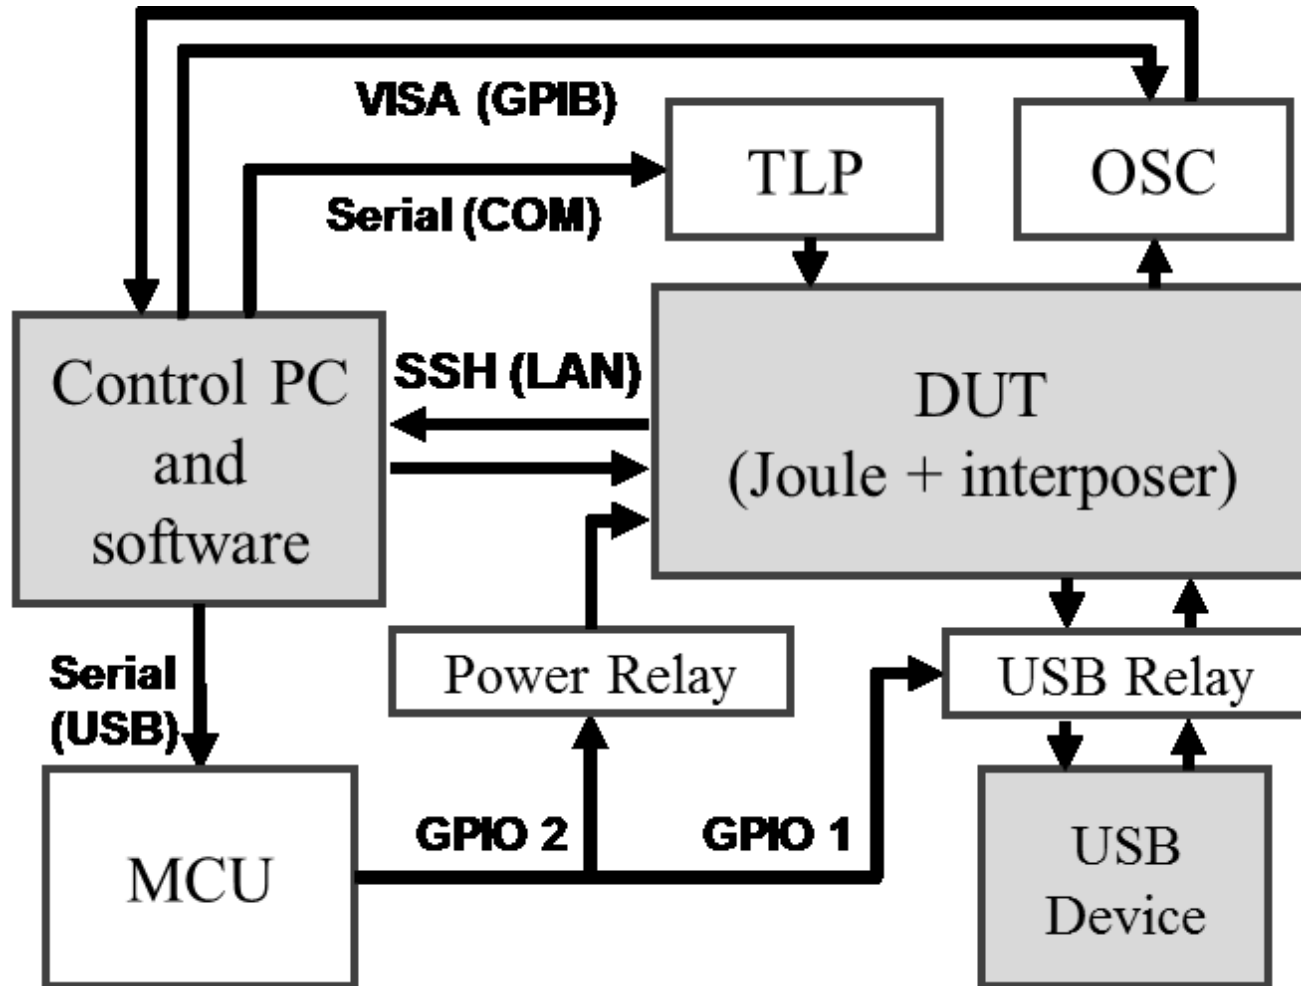 VISA (GPIB)
TLP
OSC
Serial (COM)
Control PC
and
software
SSH (LAN)
DUT
(Joule + interposer)
Power Relay
USB Relay
Serial
(USB)
MCU
GPIO 2
GPIO 1
USB
Device